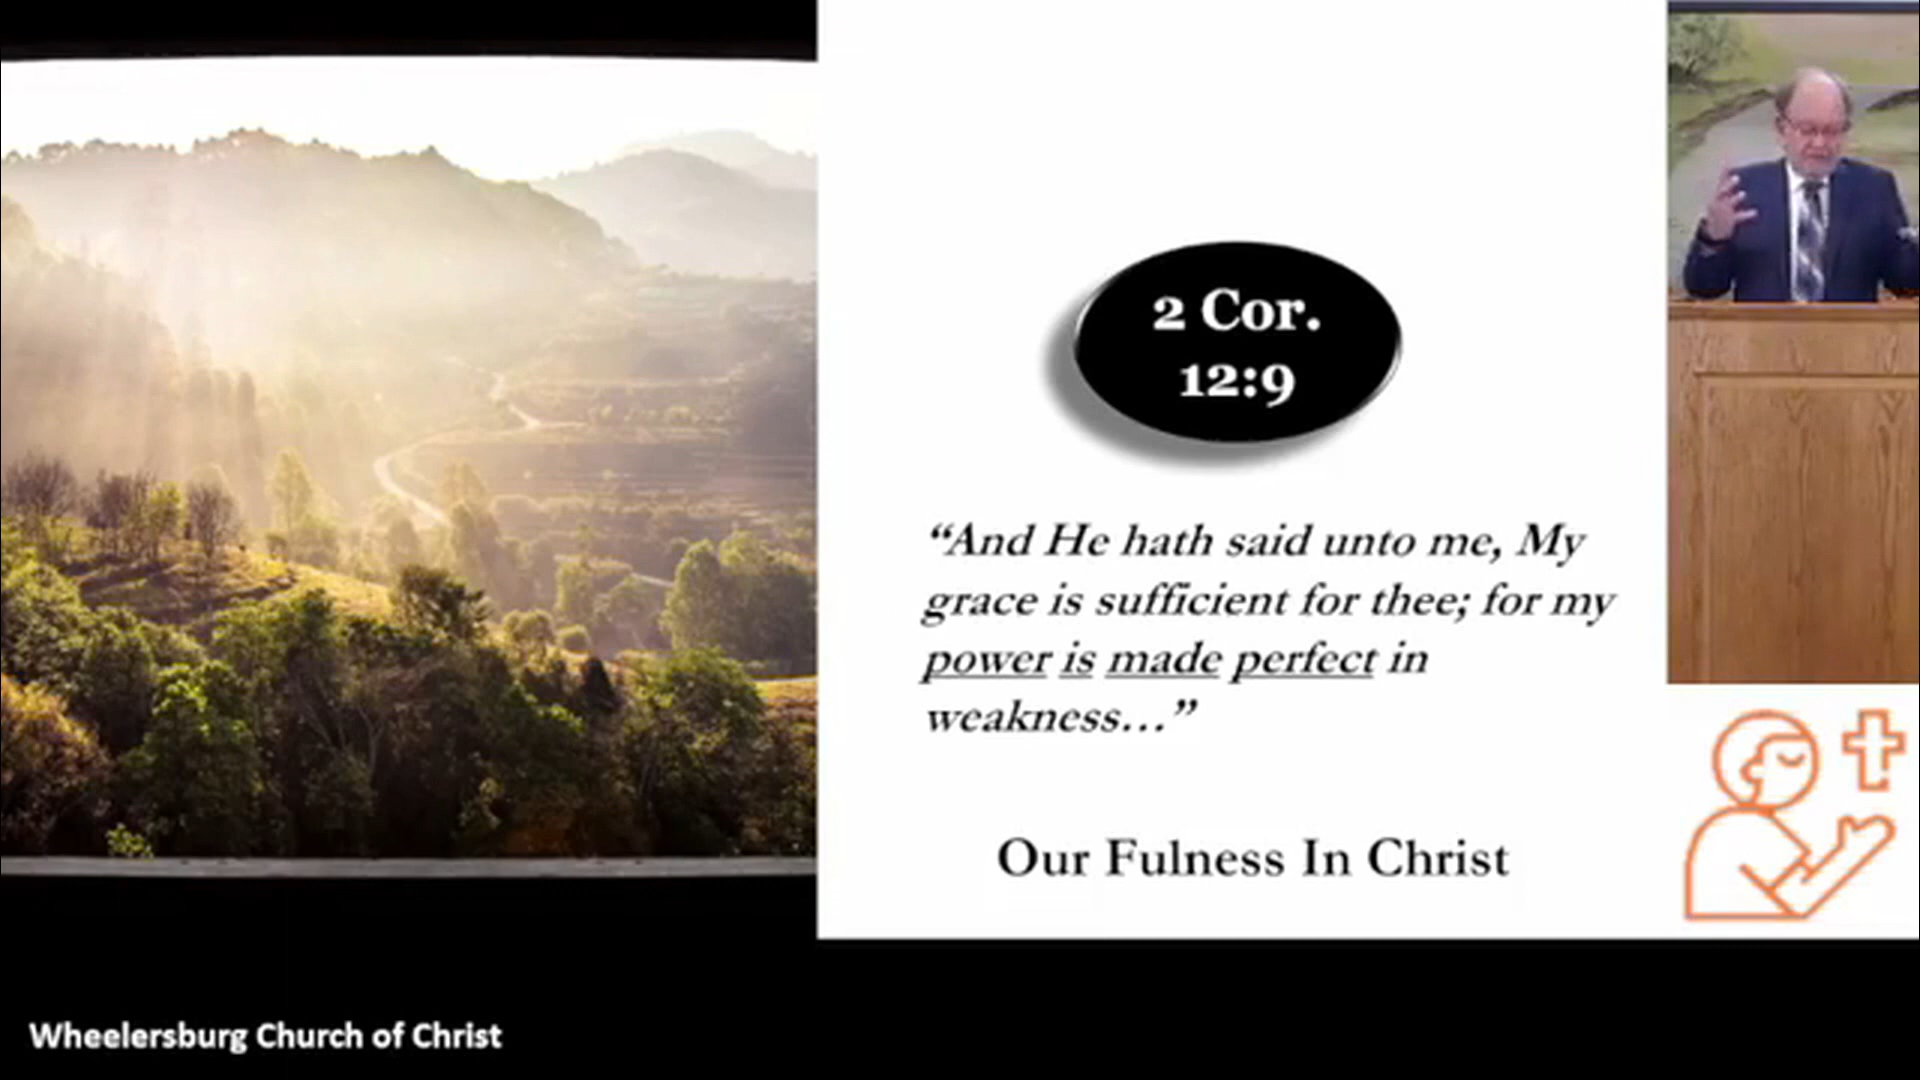 2 Cor.
12:9
“And He hath said unto me, My
grace is sufficient for thee; for my
power is made perfect in
weakness…”
Our Fulness In Christ
Wheelersburg Church of Christ